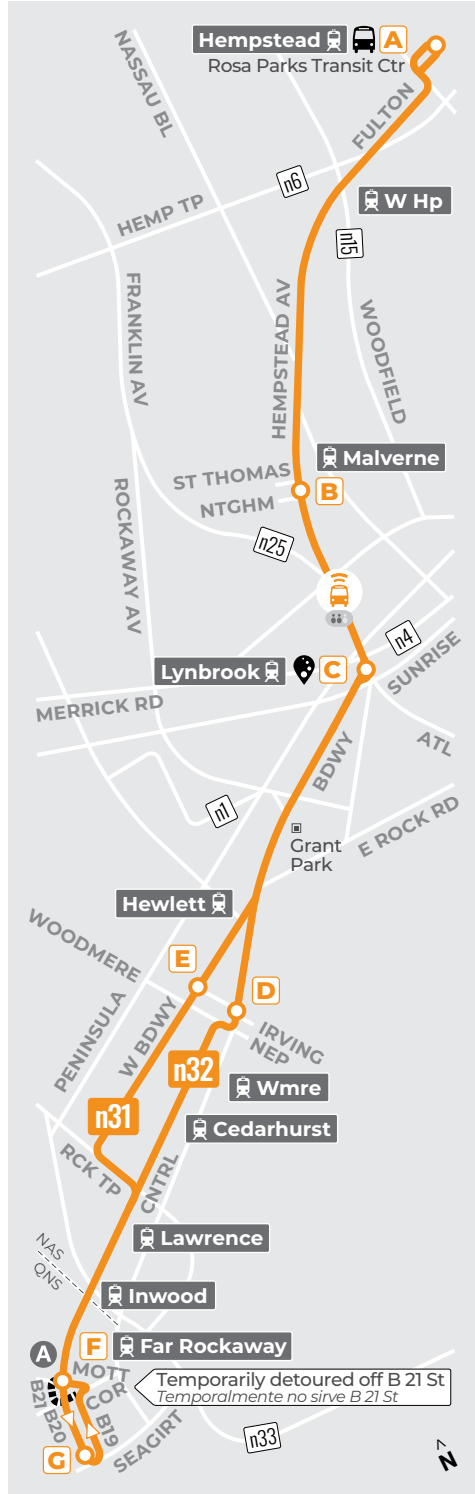 Hempstead A
Rosa Parks Transit Ctr
NASSAU BL
FULTON
n6
W Hp
HEMP TP
n15
FRANKLIN AV
HEMPSTEAD AV
WOODFIELD
Malverne
ST THOMAS
B
NTGHM
ROCKAWAY AV
n25
n4
Lynbrook C
SUNRISE
MERRICK RD
ATL
BDWY
n1
E ROCK RD
Grant
Park
Hewlett
WOODMERE
E
D
PENINSULA
W BDWY
IRVING
NEP
n32
Wmre
n31
Cedarhurst
RCK TP
CNTRL
Lawrence
NAS
QNS
Inwood
A
F Far Rockaway
MOTT
COR
Temporarily detoured off B 21 St
Temporalmente no sirve B 21 St
B21
B20
B19
SEAGIRT
n33
G
N